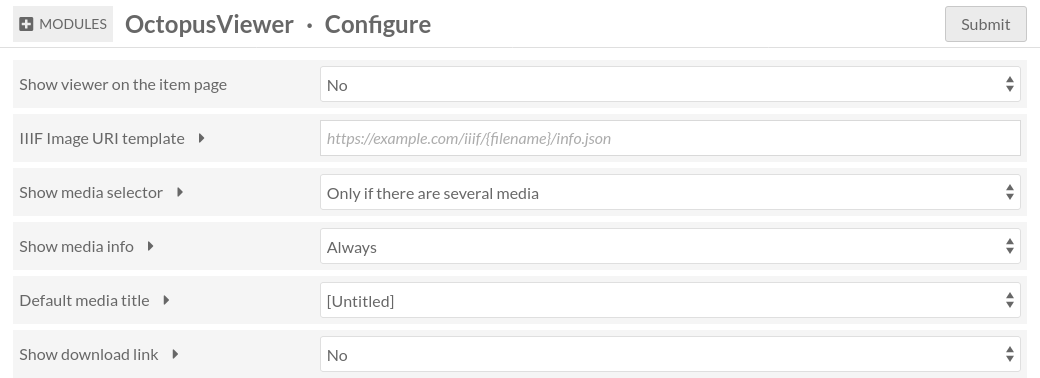 MODULES OctopusViewer · Configure Submit
Show viewer on the item page No
IIIF Image URI template https://example.com/iiif/{filename}/info.json
Show media selector Only if there are several media
Show media info Always
Default media title [Untitled]
Show download link No